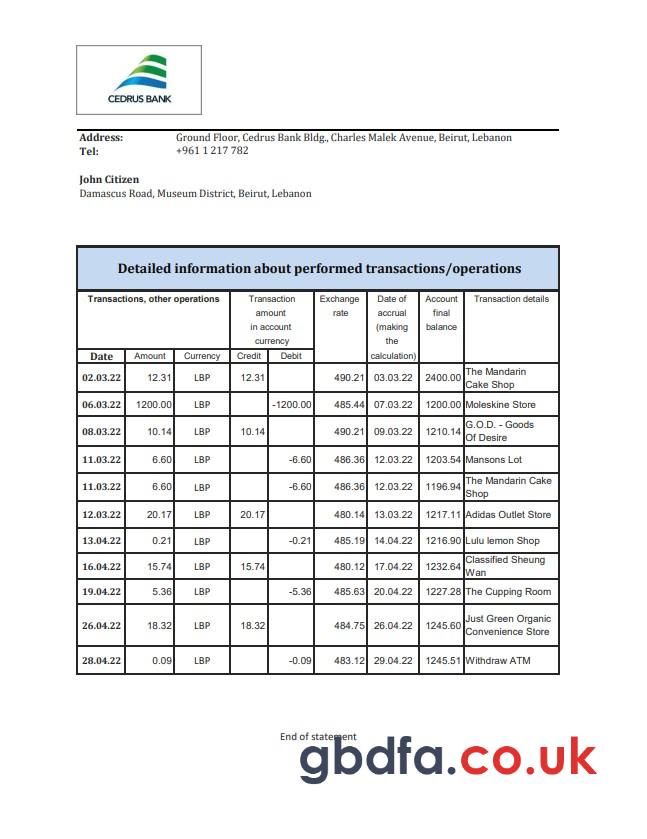 CEDRUS BANK
Address: Ground Floor, Cedrus Bank Bldg., Charles Malek Avenue, Beirut, Lebanon
Tel: +961 1 217 782
John Citizen
Damascus Road, Museum District, Beirut, Lebanon
Detailed information about performed transactions/operations
Transactions, other operations Transaction amount in account currency Exchange rate Date of accrual (making the calculation) Account final balance Transaction details
Date Amount Currency Credit Debit
02.03.22 12.31 LBP 12.31 490.21 03.03.22 2400.00 The Mandarin Cake Shop
06.03.22 1200.00 LBP -1200.00 485.44 07.03.22 1200.00 Moleskine Store
08.03.22 10.14 LBP 10.14 490.21 09.03.22 1210.14 G.O.D. - Goods Of Desire
11.03.22 6.60 LBP -6.60 486.36 12.03.22 1203.54 Mansons Lot
11.03.22 6.60 LBP -6.60 486.36 12.03.22 1196.94 The Mandarin Cake Shop
12.03.22 20.17 LBP 20.17 480.14 13.03.22 1217.11 Adidas Outlet Store
13.04.22 0.21 LBP -0.21 485.19 14.04.22 1216.90 Lulu lemon Shop
16.04.22 15.74 LBP 15.74 480.12 17.04.22 1232.64 Classified Sheung Wan
19.04.22 5.36 LBP -5.36 485.63 20.04.22 1227.28 The Cupping Room
26.04.22 18.32 LBP 18.32 484.75 26.04.22 1245.60 Just Green Organic Convenience Store
28.04.22 0.09 LBP -0.09 483.12 29.04.22 1245.51 Withdraw ATM
End of statement
gbdfa.co.uk